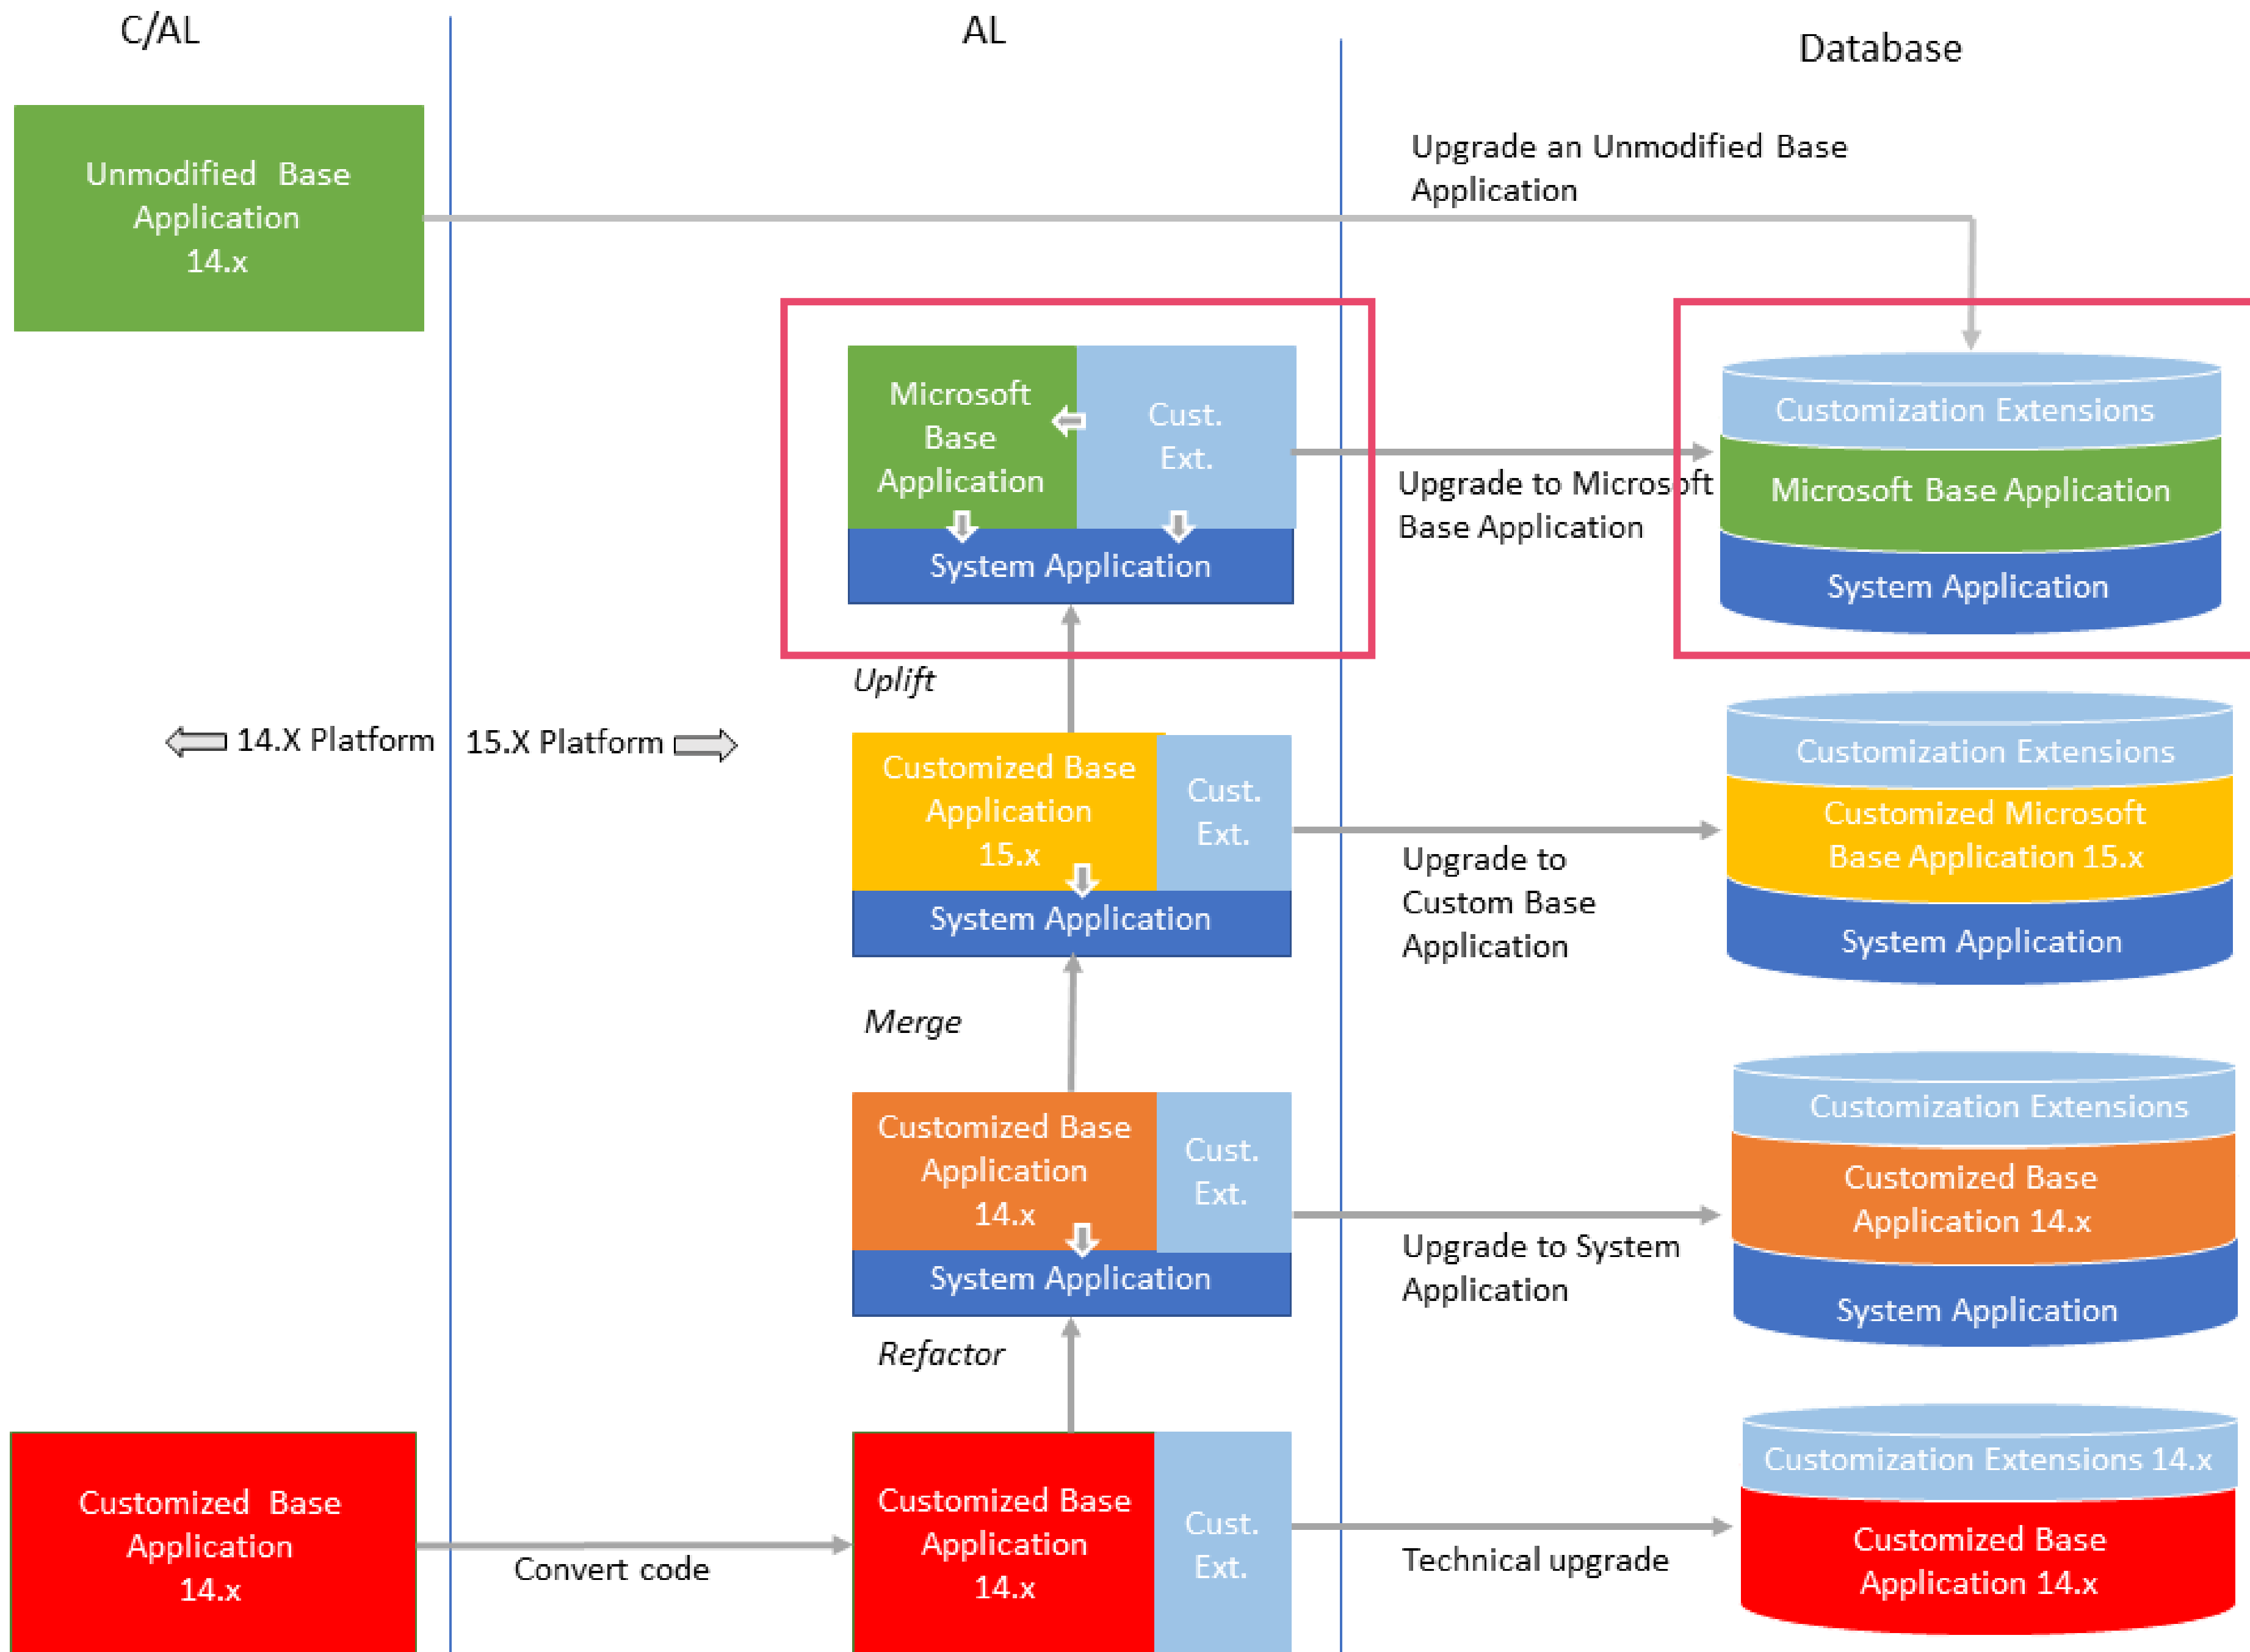 C/AL
AL
Database
Unmodified Base
Application
14.x
Upgrade an Unmodified Base
Application
Microsoft
Base
Application
Cust.
Ext.
System Application
Upgrade to Microsoft
Base Application
Customization Extensions
Microsoft Base Application
System Application
Uplift
14.X Platform
15.X Platform
Customized Base
Application
15.x
Cust.
Ext.
System Application
Upgrade to
Custom Base
Application
Customization Extensions
Customized Microsoft
Base Application 15.x
System Application
Merge
Customized Base
Application
14.x
Cust.
Ext.
System Application
Upgrade to System
Application
Customization Extensions
Customized Base
Application 14.x
System Application
Refactor
Customized Base
Application
14.x
Convert code
Customized Base
Application
14.x
Cust.
Ext.
Technical upgrade
Customization Extensions 14.x
Customized Base
Application 14.x